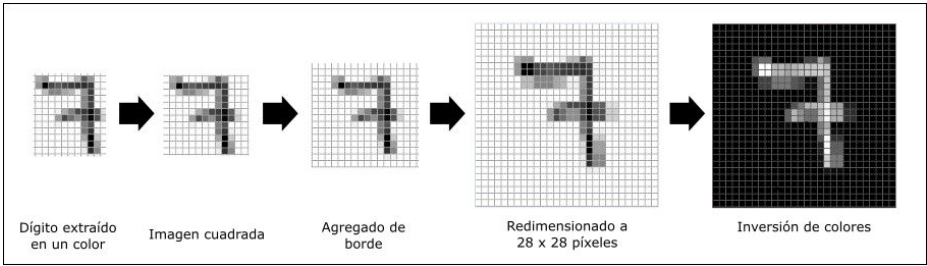 Dígito extraído
en un color
Imagen cuadrada
Agregado de
borde
Redimensionado a
28 x 28 píxeles
Inversión de colores